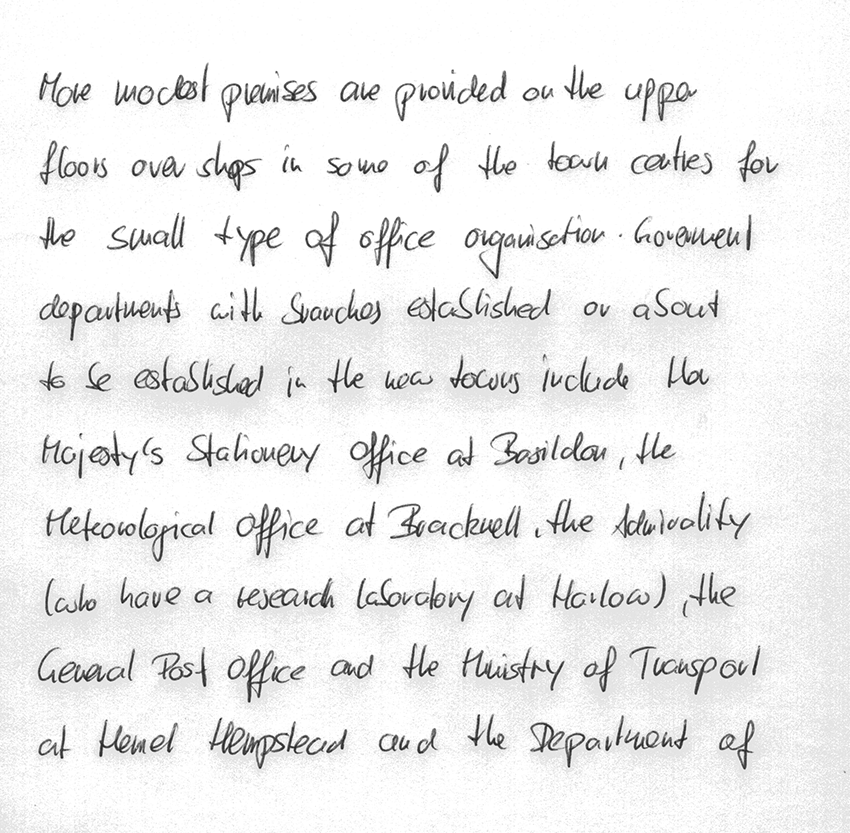 More modest premises are provided on the upper
floors over shops in some of the town centres for
the small type of office organisation. Government
departments with branches established or about
to be established in the new towns include Her
Majesty's Stationery Office at Basildon, the
Meteorological Office at Bracknell, the Admirality
(who have a research laboratory at Harlow), the
General Post Office and the Ministry of Transport
at Hemel Hempstead and the Department of